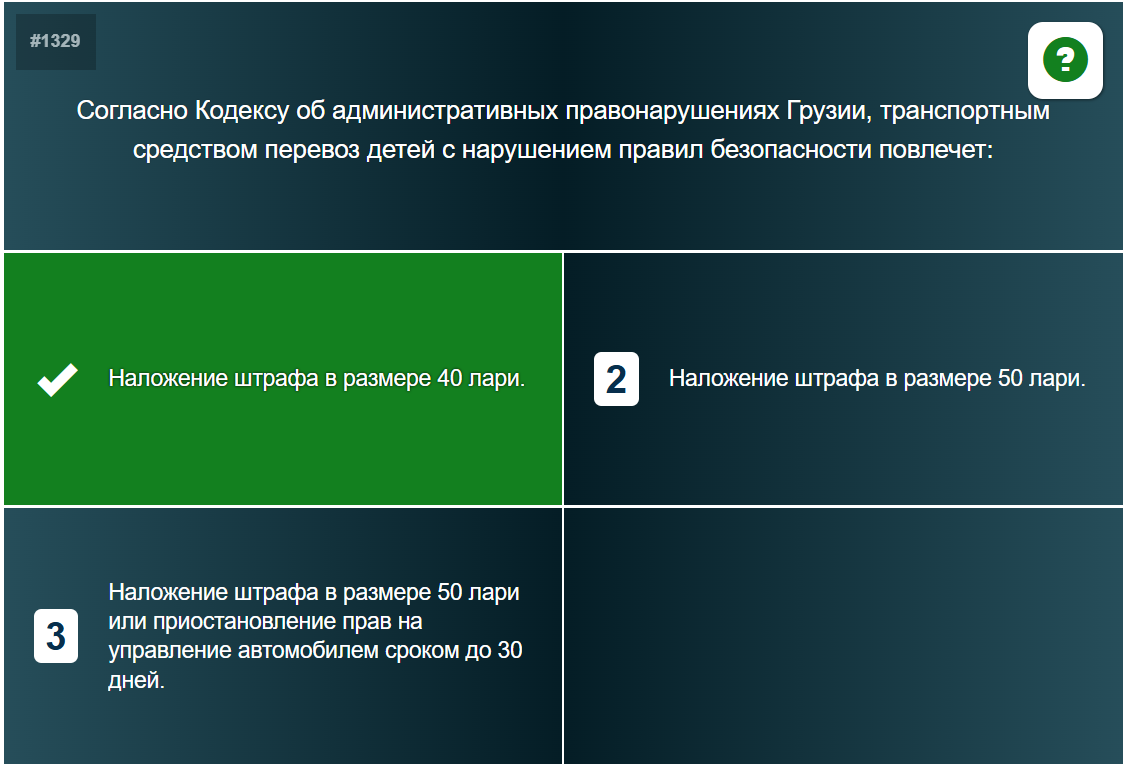 #1329
?
Согласно Кодексу об административных правонарушениях Грузии, транспортным
средством перевоз детей с нарушением правил безопасности повлечет:
Наложение штрафа в размере 40 лари.
2
Наложение штрафа в размере 50 лари.
3
Наложение штрафа в размере 50 лари
или приостановление прав на
управление автомобилем сроком до 30
дней.